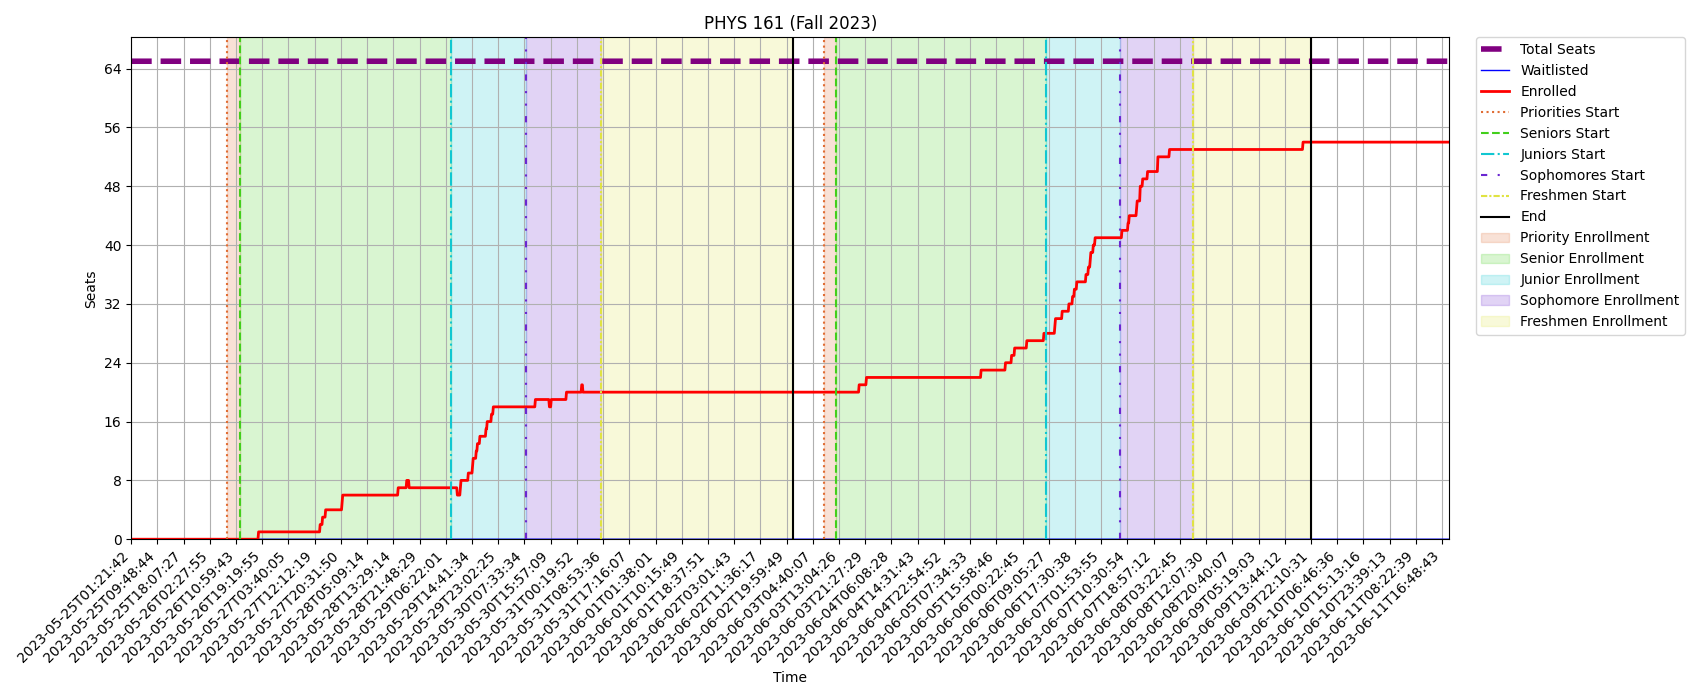 PHYS 161 (Fall 2023)
Seats
64
56
48
40
32
24
16
8
0
2023-05-25T01:21:42
2023-05-25T09:48:44
2023-05-25T18:07:27
2023-05-26T02:27:55
2023-05-26T10:59:43
2023-05-26T19:19:55
2023-05-27T03:40:05
2023-05-27T12:12:19
2023-05-27T20:31:50
2023-05-28T05:09:14
2023-05-28T13:29:14
2023-05-28T21:48:29
2023-05-29T06:22:01
2023-05-29T14:41:34
2023-05-29T23:02:25
2023-05-30T07:33:34
2023-05-30T15:57:09
2023-05-31T00:19:52
2023-05-31T08:53:36
2023-05-31T17:16:07
2023-06-01T01:38:01
2023-06-01T10:15:49
2023-06-01T18:37:51
2023-06-02T03:01:43
2023-06-02T11:36:17
2023-06-02T19:59:49
2023-06-03T04:40:07
2023-06-03T13:04:26
2023-06-03T21:27:29
2023-06-04T06:08:28
2023-06-04T14:31:43
2023-06-04T22:54:52
2023-06-05T07:34:33
2023-06-05T15:58:46
2023-06-06T00:22:45
2023-06-06T09:05:27
2023-06-06T17:30:38
2023-06-07T01:53:55
2023-06-07T10:30:54
2023-06-07T18:57:12
2023-06-08T03:22:45
2023-06-08T12:07:30
2023-06-08T20:40:07
2023-06-09T05:19:03
2023-06-09T13:44:12
2023-06-09T22:10:31
2023-06-10T06:46:36
2023-06-10T15:13:16
2023-06-10T23:39:13
2023-06-11T08:22:39
2023-06-11T16:48:43
Time
Total Seats
Waitlisted
Enrolled
Priorities Start
Seniors Start
Juniors Start
Sophomores Start
Freshmen Start
End
Priority Enrollment
Senior Enrollment
Junior Enrollment
Sophomore Enrollment
Freshmen Enrollment